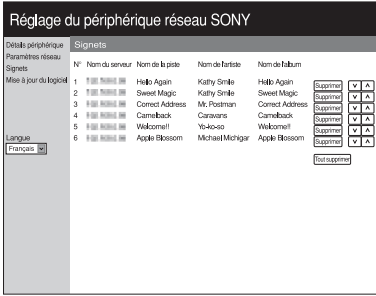 Réglage du périphérique réseau SONY
Détails périphérique
Paramètres réseau
Signets
Mise à jour du logiciel
Langue
Français
Signets
N° Nom du serveur Nom de la piste Nom de l'artiste Nom de l'album
1 Hello Again Kathy Smile Hello Again Supprimer ∨ ∧
2 Sweet Magic Kathy Smile Sweet Magic Supprimer ∨ ∧
3 Correct Address Mr. Postman Correct Address Supprimer ∨ ∧
4 Camelback Caravans Camelback Supprimer ∨ ∧
5 Welcome!! Yo-ko-so Welcome!! Supprimer ∨ ∧
6 Apple Blossom Michael Michigar Apple Blossom Supprimer ∨ ∧
Tout supprimer